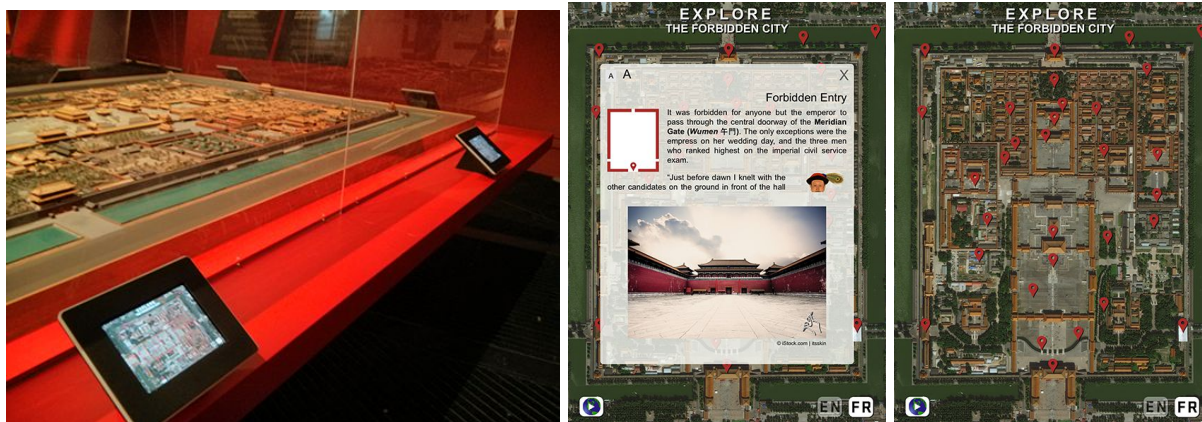 EXPLORE
THE FORBIDDEN CITY
A A X
Forbidden Entry
It was forbidden for anyone but the emperor to
pass through the central doorway of the Meridian
Gate (Wumen 午門). The only exceptions were the
empress on her wedding day, and the three men
who ranked highest on the imperial civil service
exam.
"Just before dawn I knelt with the
other candidates on the ground in front of the hall
© iStock.com | itsskin
EN FR
EXPLORE
THE FORBIDDEN CITY
EN FR